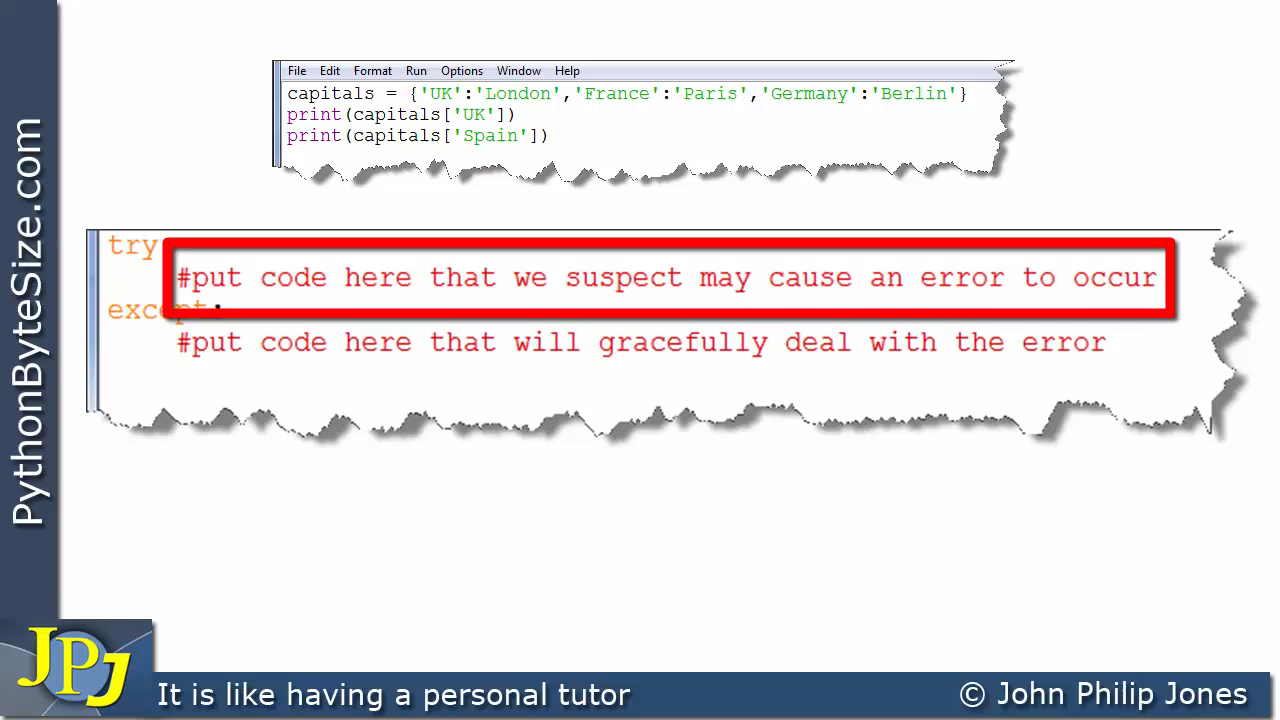 File Edit Format Run Options Window Help
capitals = {'UK':'London','France':'Paris','Germany':'Berlin'}
print(capitals['UK'])
print(capitals['Spain'])
try
#put code here that we suspect may cause an error to occur
except:
#put code here that will gracefully deal with the error
PythonByteSize.com
JPJ
It is like having a personal tutor
© John Philip Jones